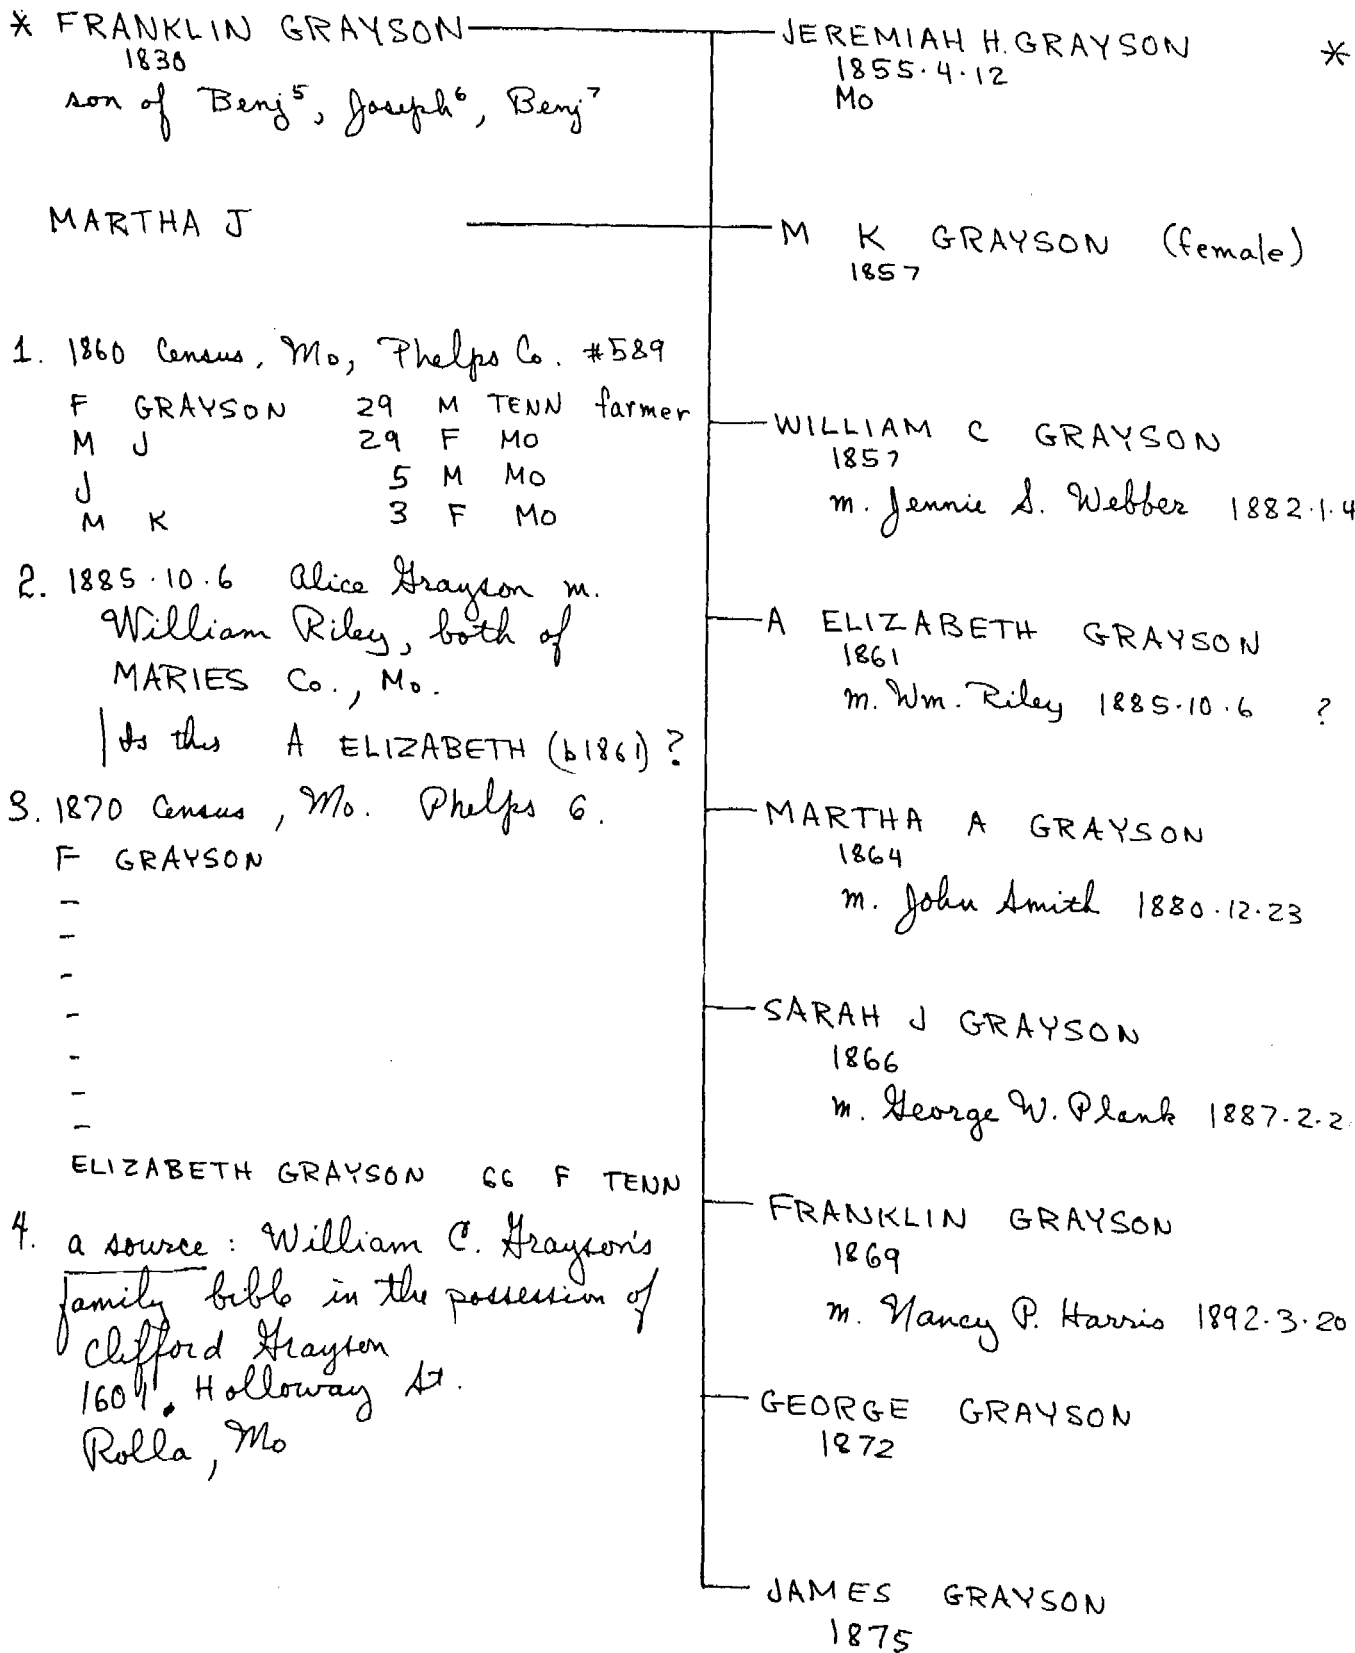 * FRANKLIN GRAYSON
1830
son of Benj⁵, Joseph⁶, Benj⁷
MARTHA J
1. 1860 Census, Mo, Phelps Co. #589
F GRAYSON 29 M TENN farmer
M J 29 F MO
J 5 M MO
M K 3 F MO
2. 1885.10.6 Alice Grayson m.
William Riley, both of
MARIES Co., Mo.
Is this A ELIZABETH (b1861)?
3. 1870 Census, Mo. Phelps Co.
F GRAYSON
-
-
-
-
-
-
-
ELIZABETH GRAYSON 66 F TENN
4. a source: William C. Grayson's
family bible in the possession of
Clifford Grayson
Holloway St.
Rolla, Mo
JEREMIAH H. GRAYSON *
1855.4.12
Mo
M K GRAYSON (female)
1857
WILLIAM C GRAYSON
m. Jennie S. Webber 1882.1.4
A ELIZABETH GRAYSON
1861
m. Wm. Riley 1885.10.6 ?
MARTHA A GRAYSON
1864
m. John Smith 1880.12.23
SARAH J GRAYSON
1866
m. George W. Plank 1887.2.2
FRANKLIN GRAYSON
1869
m. Nancy P. Harris 1892.3.20
GEORGE GRAYSON
1872
JAMES GRAYSON
1875